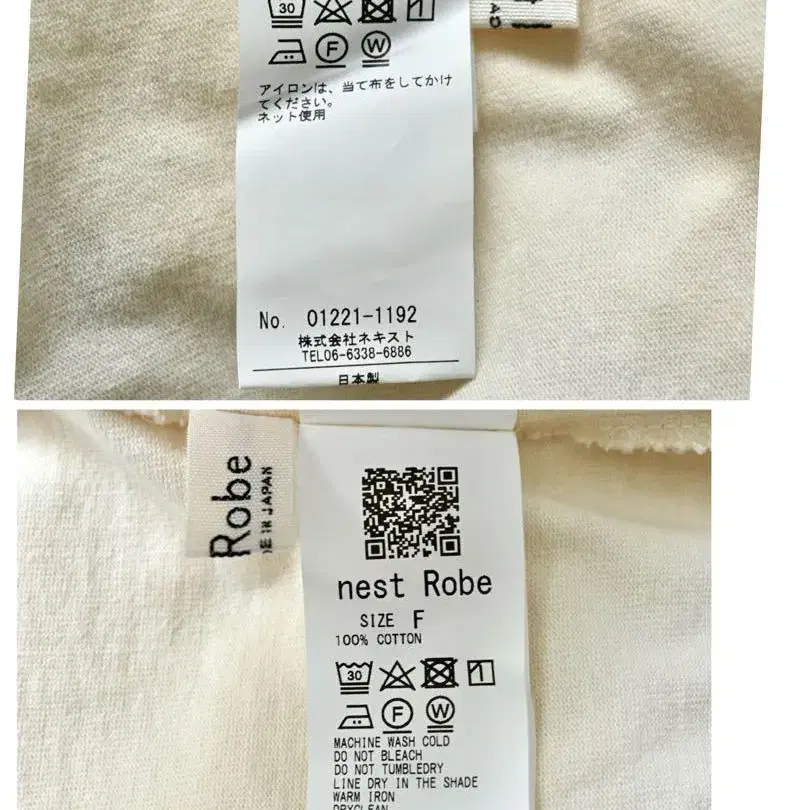 30
F W
アイロンは、当て布をしてかけ
てください。
ネット使用
No. 01221-1192
株式会社ネキスト
TEL06-6338-6886
日本製
Robe
DE IN JAPAN
nest Robe
SIZE F
100% COTTON
30
F W
MACHINE WASH COLD
DO NOT BLEACH
DO NOT TUMBLEDRY
LINE DRY IN THE SHADE
WARM IRON
DRYCLEAN